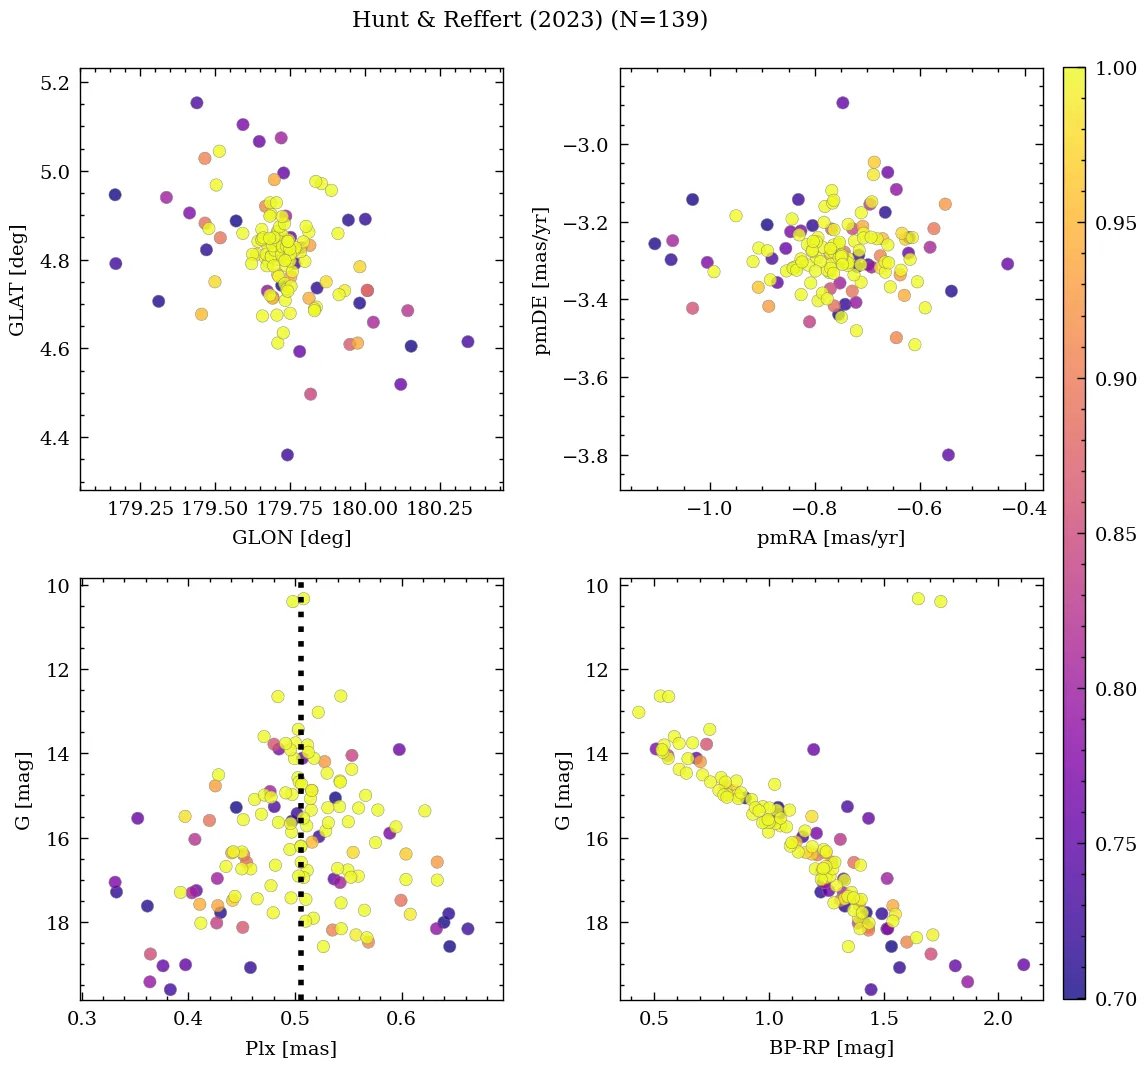 Hunt & Reffert (2023) (N=139)
5.2
5.0
4.8
4.6
4.4
GLAT [deg]
179.25 179.50 179.75 180.00 180.25
GLON [deg]
−3.0
−3.2
−3.4
−3.6
−3.8
pmDE [mas/yr]
−1.0 −0.8 −0.6 −0.4
pmRA [mas/yr]
10
12
14
16
18
G [mag]
0.3 0.4 0.5 0.6
Plx [mas]
10
12
14
16
18
G [mag]
0.5 1.0 1.5 2.0
BP-RP [mag]
1.00
0.95
0.90
0.85
0.80
0.75
0.70